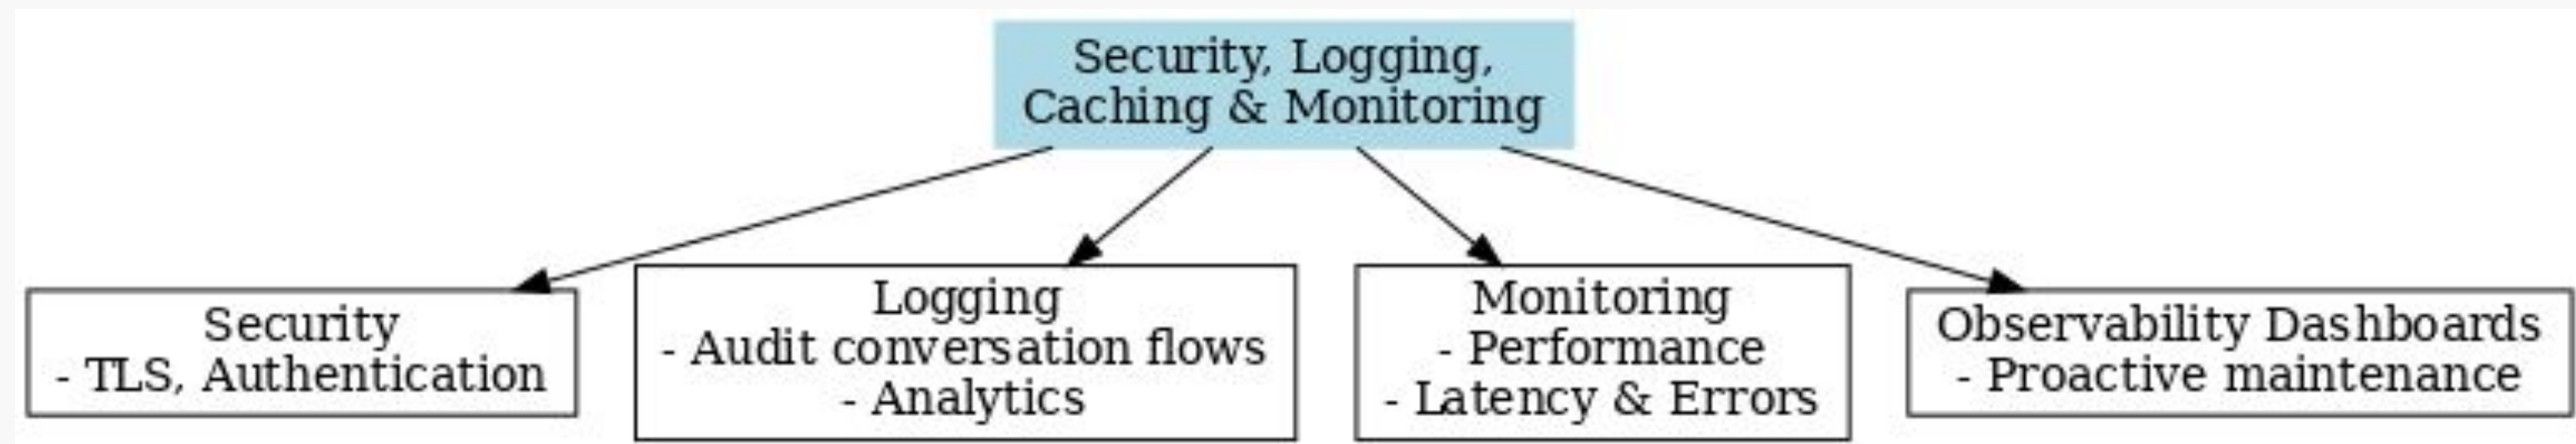 Security, Logging,
Caching & Monitoring
Security
- TLS, Authentication
Logging
- Audit conversation flows
- Analytics
Monitoring
- Performance
- Latency & Errors
Observability Dashboards
- Proactive maintenance